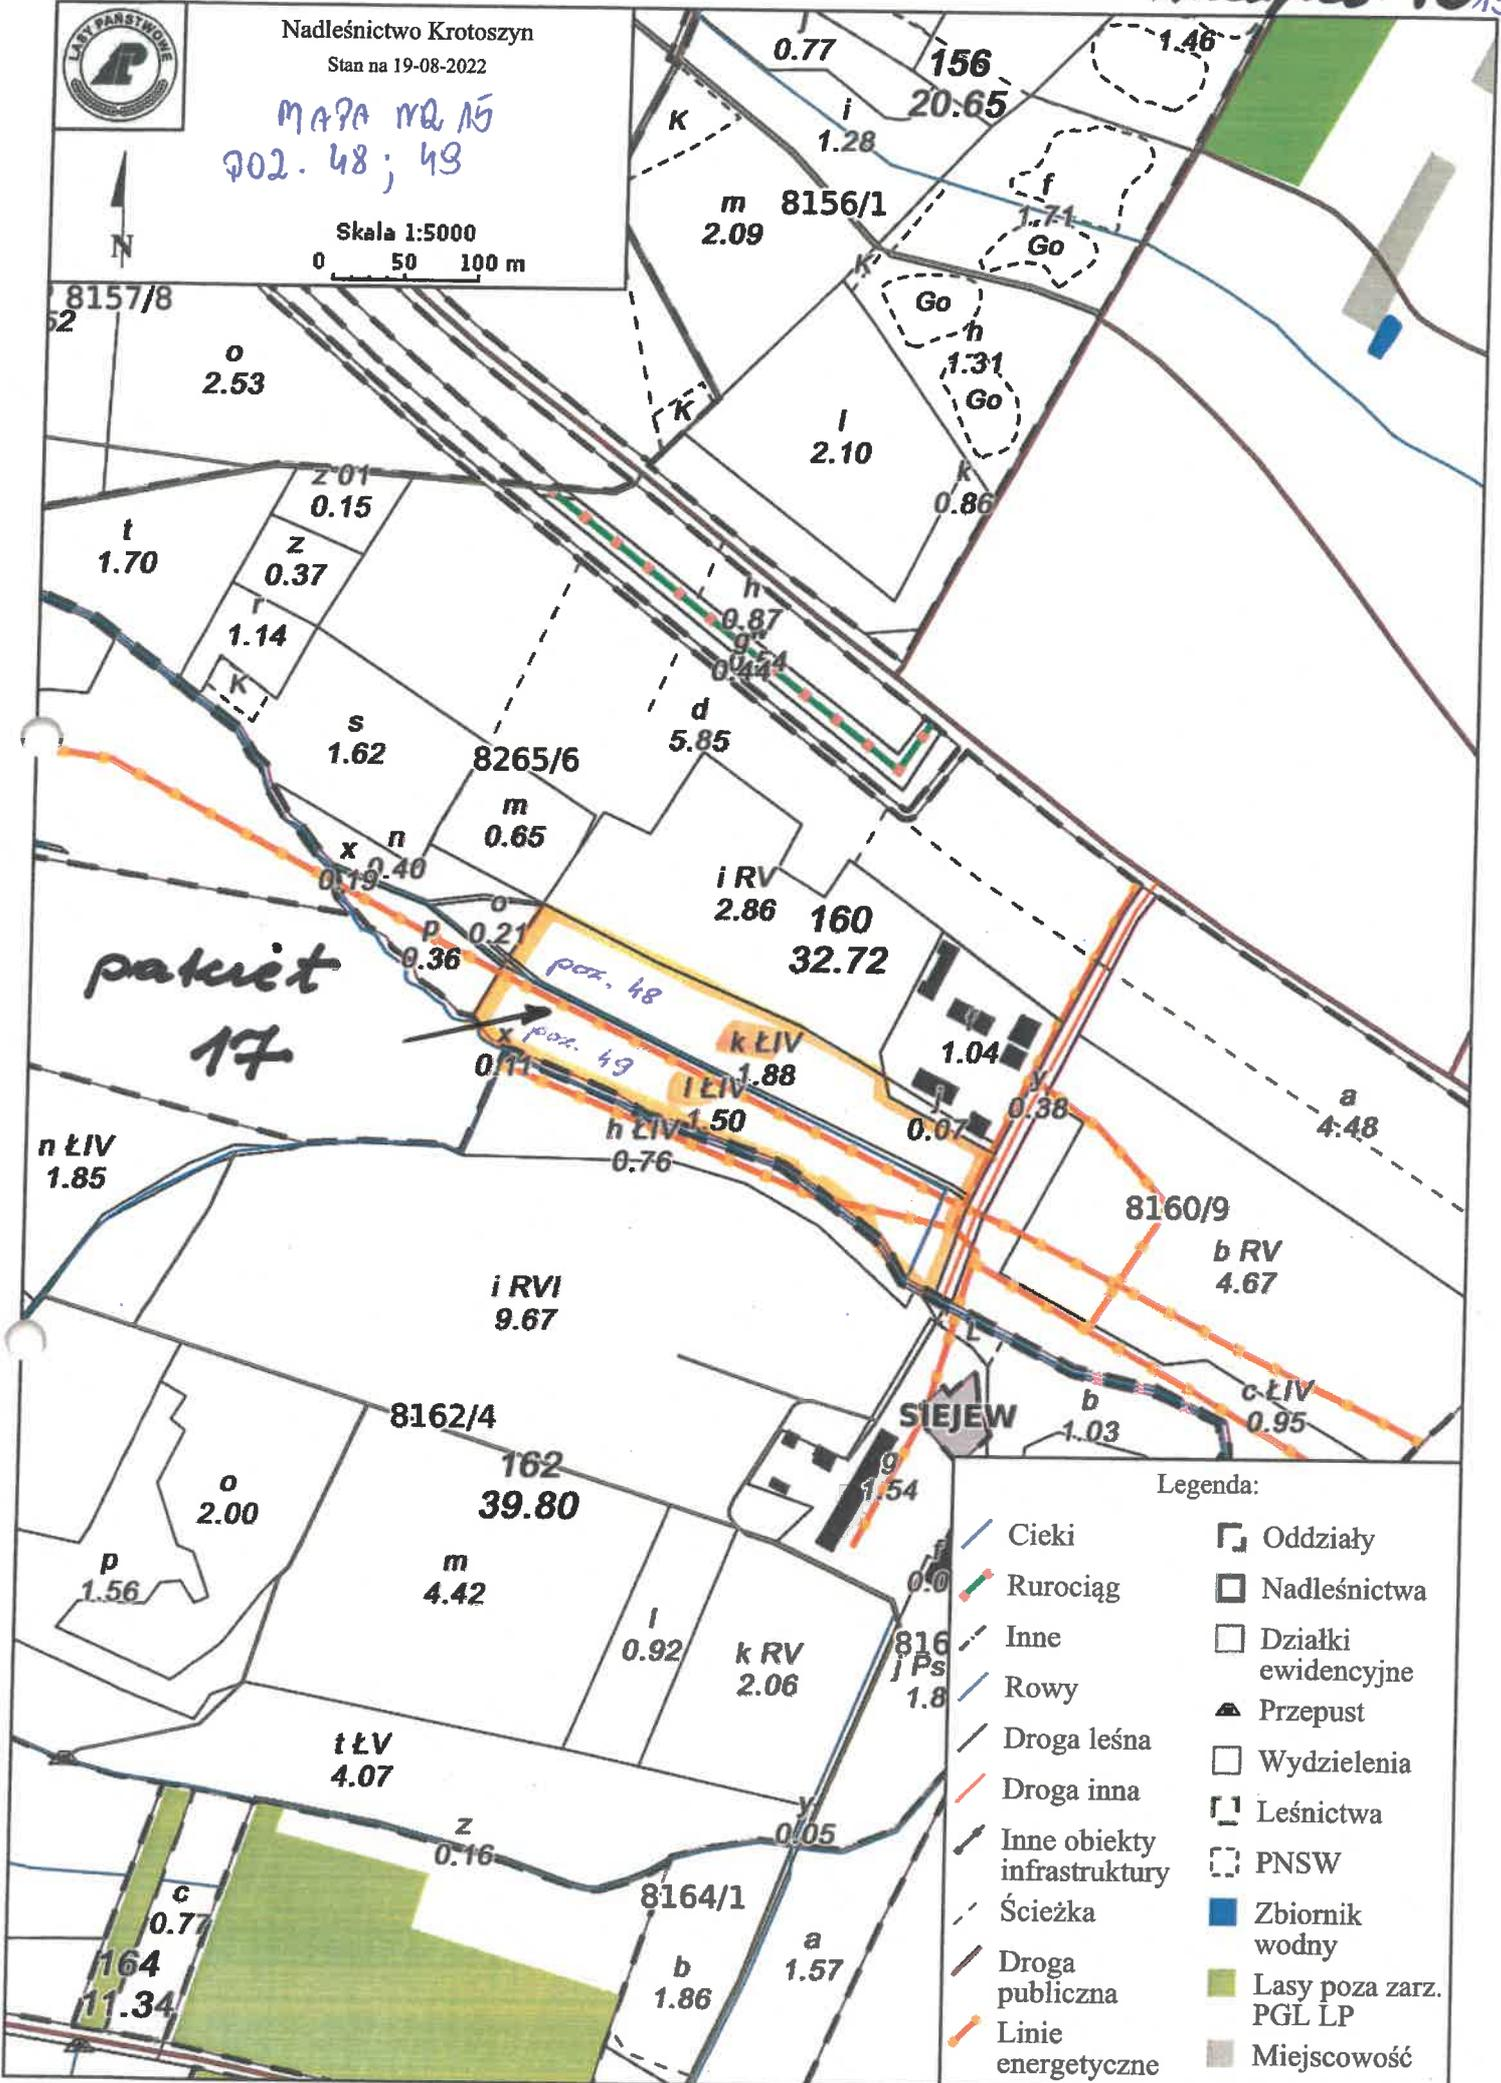 LASY PAŃSTWOWE
Nadleśnictwo Krotoszyn
Stan na 19-08-2022
MAPA NR 15
POZ. 48; 49
Skala 1:5000
0 50 100 m
N
j
0.77
156
20.65
1.46
i
1.28
K
m
2.09
8156/1
f
1.71
Go
K
Go
h
1.31
Go
8157/8
52
o
2.53
K
l
2.10
k
0.86
z 01
0.15
t
1.70
z
0.37
r
1.14
K
h
0.87
g
0.54
0.44
s
1.62
8265/6
d
5.85
m
0.65
x
0.19
n
0.40
i RV
2.86
160
32.72
o
0.21
p
0.36
pakiet
17
poz. 48
poz. 49
x
0.11
k ŁIV
1.88
l ŁIV
1.50
h ŁIV
0.76
1.04
j
0.07
y
0.38
a
4.48
n ŁIV
1.85
8160/9
b RV
4.67
i RVI
9.67
L
SIEJEW
b
1.03
c ŁIV
0.95
8162/4
162
39.80
o
2.00
g
1.54
p
1.56
m
4.42
f
0.0
l
0.92
k RV
2.06
816
j Ps
1.8
t ŁV
4.07
y
0.05
z
0.16
8164/1
c
0.77
164
11.34
b
1.86
a
1.57
Legenda:
Cieki
Rurociąg
Inne
Rowy
Droga leśna
Droga inna
Inne obiekty
infrastruktury
Ścieżka
Droga
publiczna
Linie
energetyczne
Oddziały
Nadleśnictwa
Działki
ewidencyjne
Przepust
Wydzielenia
Leśnictwa
PNSW
Zbiornik
wodny
Lasy poza zarz.
PGL LP
Miejscowość